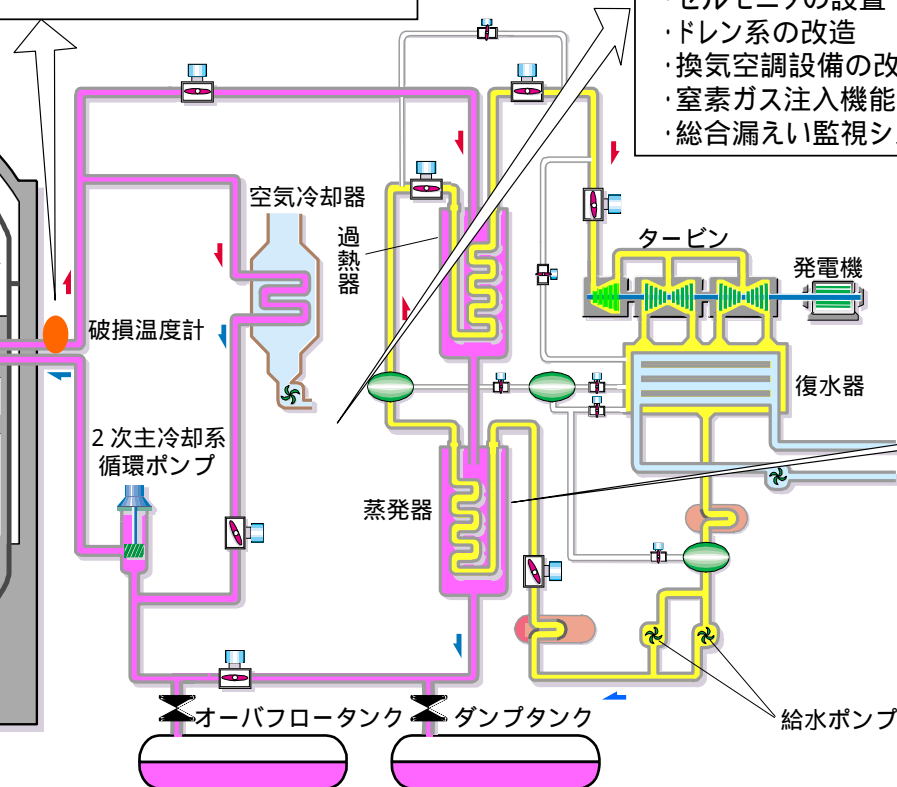 ・セルモニタの設置
・ドレン系の改造
・換気空調設備の改
・窒素ガス注入機能
・総合漏えい監視シ
空気冷却器
過熱器
タービン
発電機
破損温度計
復水器
2次主冷却系
循環ポンプ
蒸発器
オーバフロータンク
ダンプタンク
給水ポンプ